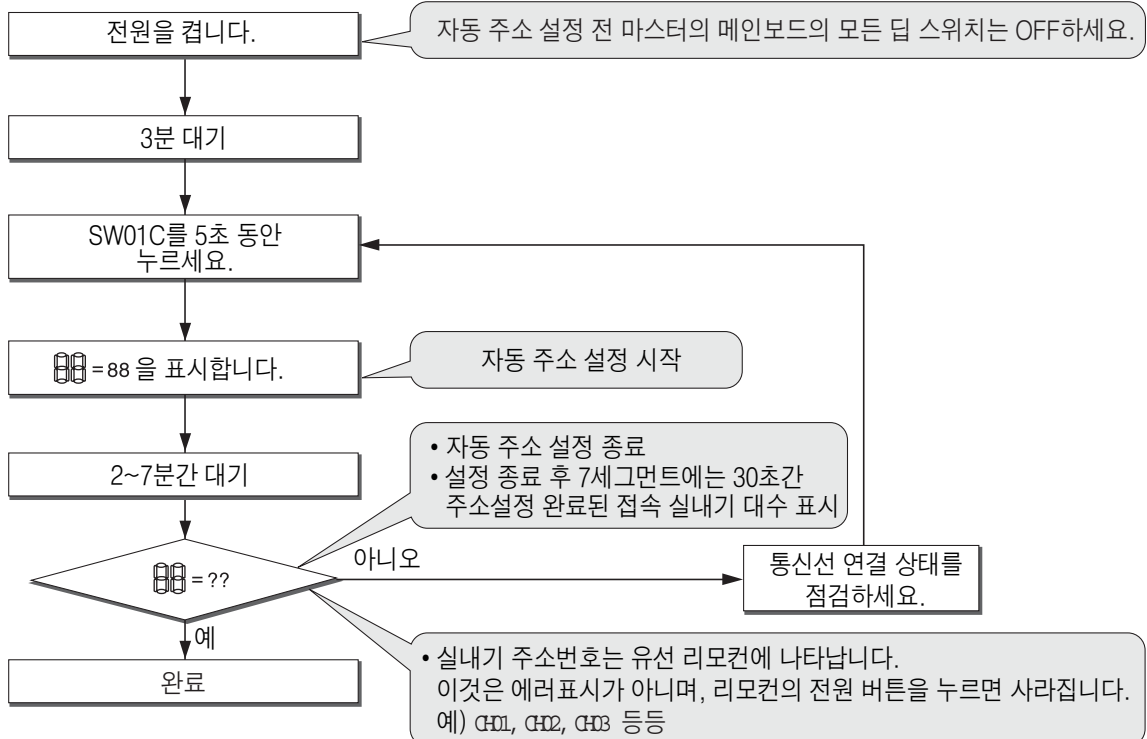 전원을 켭니다.
자동 주소 설정 전 마스터의 메인보드의 모든 딥 스위치는 OFF하세요.
3분 대기
SW01C를 5초 동안
누르세요.
88 = 88 을 표시합니다.
자동 주소 설정 시작
2~7분간 대기
• 자동 주소 설정 종료
• 설정 종료 후 7세그먼트에는 30초간
주소설정 완료된 접속 실내기 대수 표시
88 = ??
아니오
통신선 연결 상태를
점검하세요.
예
완료
• 실내기 주소번호는 유선 리모컨에 나타납니다.
이것은 에러표시가 아니며, 리모컨의 전원 버튼을 누르면 사라집니다.
예) CH01, CH02, CH03 등등